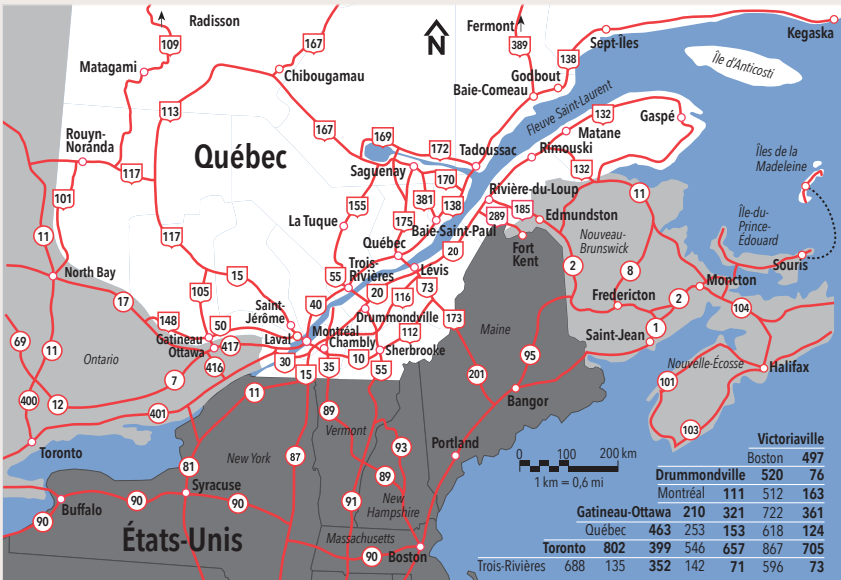 Radisson
109
167
Fermont
389
Sept-Îles
Kegaska
N
138
Matagami
Chibougamau
Godbout
Baie-Comeau
Île d'Anticosti
113
Fleuve Saint-Laurent
132
Gaspé
Matane
167
169
172
Tadoussac
Rimouski
Rouyn-
Noranda
Québec
117
Saguenay
132
Îles de la
Madeleine
170
101
155
381
138
Rivière-du-Loup
11
289
185
Edmundston
La Tuque
175
Baie-Saint-Paul
Île-du-
Prince-
Édouard
11
117
Québec
20
Fort
Kent
Nouveau-
Brunswick
North Bay
15
55
Trois-
Rivières
Lévis
2
8
Souris
Moncton
17
105
40
20
116
73
Fredericton
2
104
148
50
Saint-
Jérôme
Drummondville
173
Gatineau
Ottawa
417
Laval
Montréal
Chambly
112
Maine
Saint-Jean
1
69
11
Ontario
416
30
15
35
10
Sherbrooke
55
95
Nouvelle-Écosse
Halifax
7
201
101
400
12
401
11
89
Bangor
103
Toronto
Vermont
Portland
81
New York
87
93
0 100 200 km
1 km = 0,6 mi
Syracuse
89
90
90
91
New
Hampshire
Buffalo
90
États-Unis
Massachusetts
90
Boston
Victoriaville
Boston 497
Drummondville 520 76
Montréal 111 512 163
Gatineau-Ottawa 210 321 722 361
Québec 463 253 153 618 124
Toronto 802 399 546 657 867 705
Trois-Rivières 688 135 352 142 71 596 73